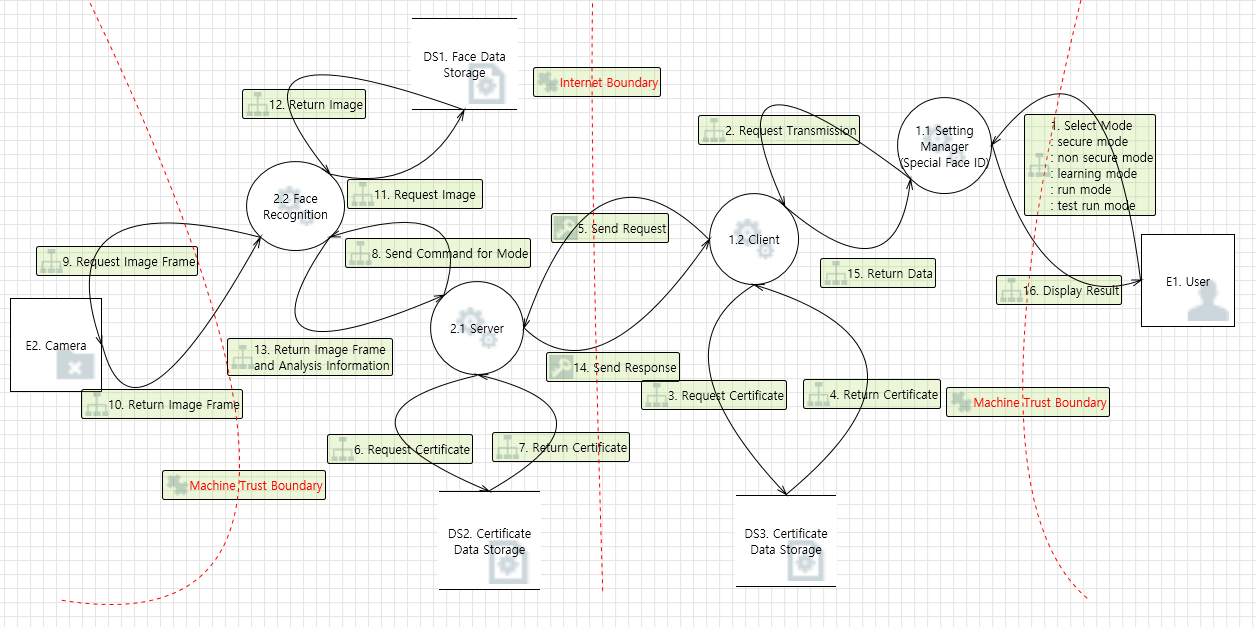 DS1. Face Data
Storage
Internet Boundary
12. Return Image
2. Request Transmission
1.1 Setting
Manager
(Special Face ID)
1. Select Mode
: secure mode
: non secure mode
: learning mode
: run mode
: test run mode
11. Request Image
2.2 Face
Recognition
5. Send Request
1.2 Client
8. Send Command for Mode
9. Request Image Frame
15. Return Data
16. Display Result
E1. User
2.1 Server
E2. Camera
13. Return Image Frame
and Analysis Information
14. Send Response
3. Request Certificate
4. Return Certificate
Machine Trust Boundary
10. Return Image Frame
6. Request Certificate
7. Return Certificate
Machine Trust Boundary
DS2. Certificate
Data Storage
DS3. Certificate
Data Storage